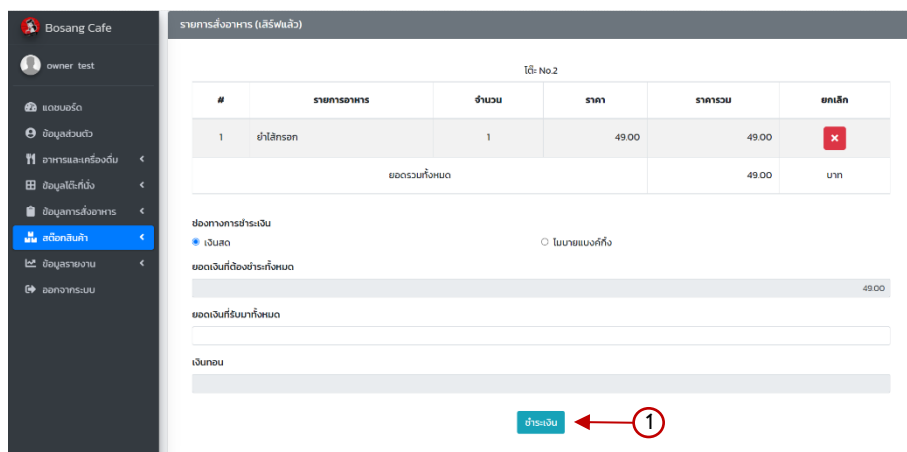 Bosang Cafe
owner test
แดชบอร์ด
ข้อมูลส่วนตัว
อาหารและเครื่องดื่ม
ข้อมูลโต๊ะที่นั่ง
ข้อมูลการสั่งอาหาร
สต๊อกสินค้า
ข้อมูลรายงาน
ออกจากระบบ
รายการสั่งอาหาร (เสิร์ฟแล้ว)
โต๊ะ No.2
# รายการอาหาร จำนวน ราคา ราคารวม ยกเลิก
1 ยำไส้กรอก 1 49.00 49.00
ยอดรวมทั้งหมด 49.00 บาท
ช่องทางการชำระเงิน
เงินสด โมบายแบงค์กิ้ง
ยอดเงินที่ต้องชำระทั้งหมด
49.00
ยอดเงินที่รับมาทั้งหมด
เงินทอน
ชำระเงิน 1